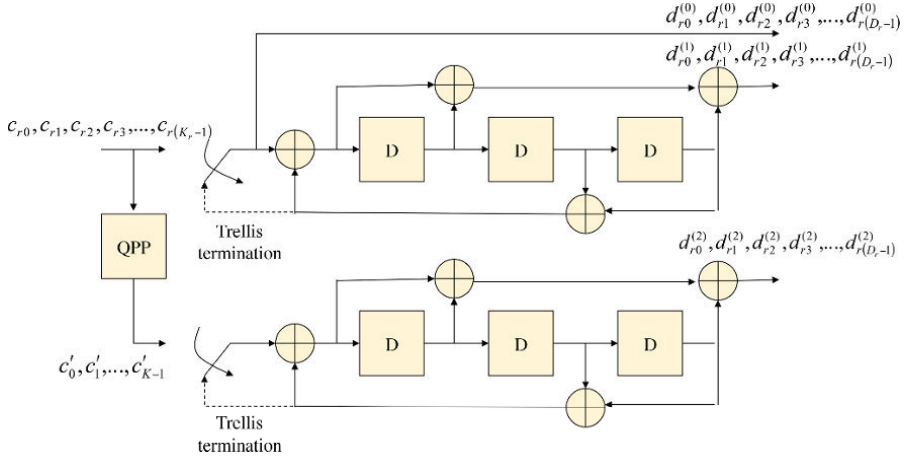 d_{r0}^{(0)}, d_{r1}^{(0)}, d_{r2}^{(0)}, d_{r3}^{(0)},..., d_{r(D_r-1)}^{(0)}
d_{r0}^{(1)}, d_{r1}^{(1)}, d_{r2}^{(1)}, d_{r3}^{(1)},..., d_{r(D_r-1)}^{(1)}
c_{r0}, c_{r1}, c_{r2}, c_{r3},..., c_{r(K_r-1)}
D
D
D
Trellis
termination
QPP
d_{r0}^{(2)}, d_{r1}^{(2)}, d_{r2}^{(2)}, d_{r3}^{(2)},..., d_{r(D_r-1)}^{(2)}
D
D
D
c'_0, c'_1,..., c'_{K-1}
Trellis
termination